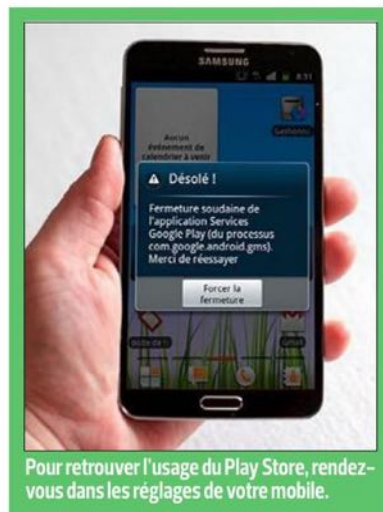 SAMSUNG
8:31
Aucun
événement de
calendrier à venir
Désolé !
Fermeture soudaine de
l'application Services
Google Play (du processus
com.google.android.gms).
Merci de réessayer
Forcer la
fermeture
Gmail
Pour retrouver l'usage du Play Store, rendez-
vous dans les réglages de votre mobile.